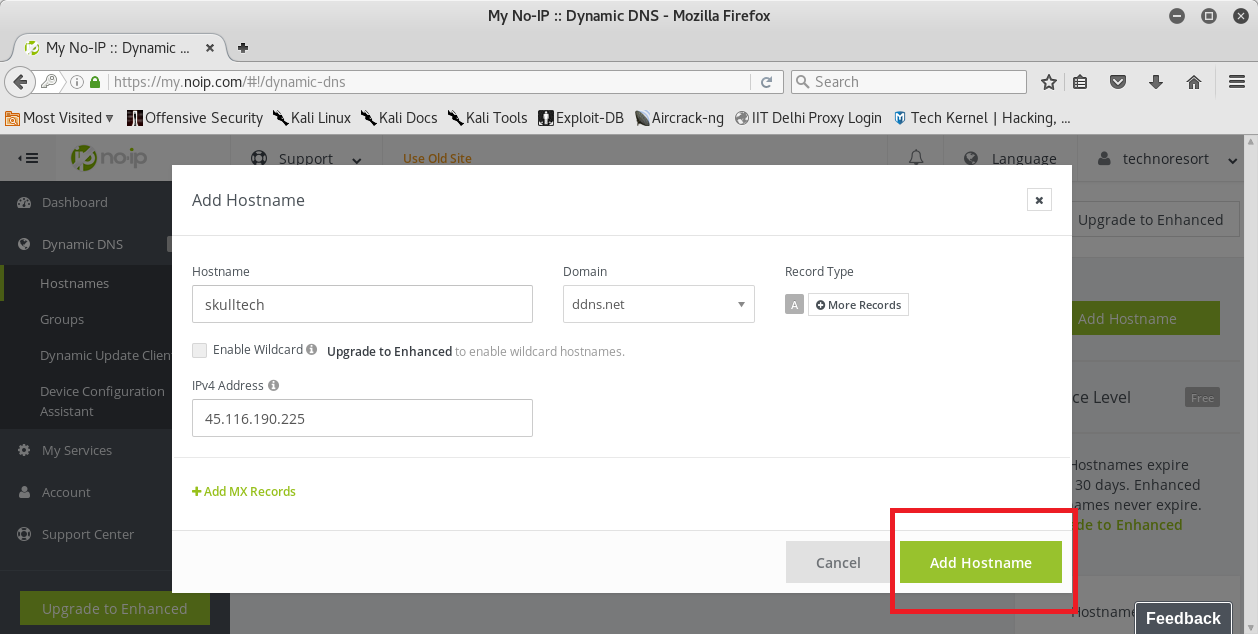 My No-IP :: Dynamic DNS - Mozilla Firefox
My No-IP :: Dynamic ...
https://my.noip.com/#!/dynamic-dns
Search
Most Visited
Offensive Security
Kali Linux
Kali Docs
Kali Tools
Exploit-DB
Aircrack-ng
IIT Delhi Proxy Login
Tech Kernel | Hacking, ...
no-ip
Support
Use Old Site
Language
technoresort
Dashboard
Dynamic DNS
Hostnames
Groups
Dynamic Update Clien
Device Configuration
Assistant
My Services
Account
Support Center
Upgrade to Enhanced
Add Hostname
Hostname
Domain
Record Type
skulltech
ddns.net
A
More Records
Enable Wildcard
Upgrade to Enhanced to enable wildcard hostnames.
IPv4 Address
45.116.190.225
+ Add MX Records
Cancel
Add Hostname
Upgrade to Enhanced
Add Hostname
ce Level
Free
Hostnames expire
30 days. Enhanced
ames never expire.
de to Enhanced
Hostname
Feedback